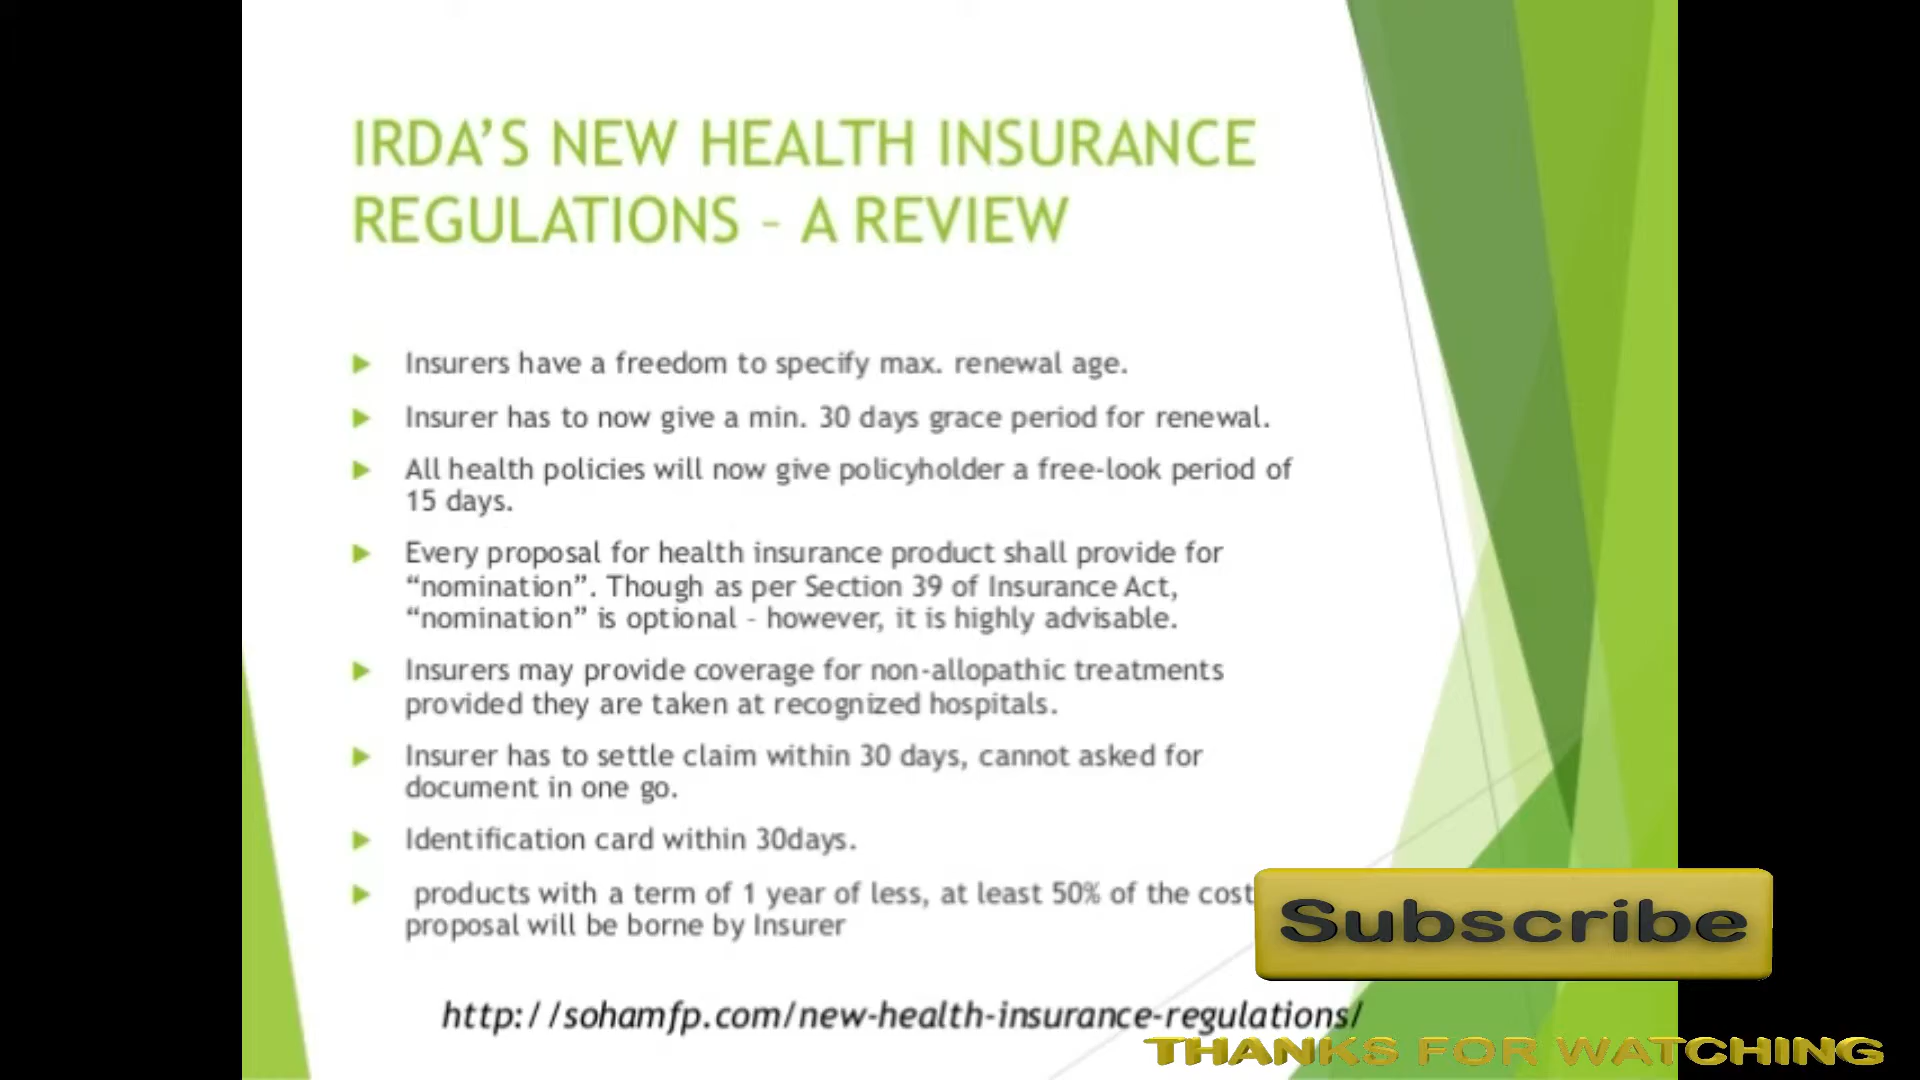 IRDA’S NEW HEALTH INSURANCE
REGULATIONS – A REVIEW
Insurers have a freedom to specify max. renewal age.
Insurer has to now give a min. 30 days grace period for renewal.
All health policies will now give policyholder a free-look period of
15 days.
Every proposal for health insurance product shall provide for
“nomination”. Though as per Section 39 of Insurance Act,
“nomination” is optional – however, it is highly advisable.
Insurers may provide coverage for non-allopathic treatments
provided they are taken at recognized hospitals.
Insurer has to settle claim within 30 days, cannot asked for
document in one go.
Identification card within 30days.
products with a term of 1 year of less, at least 50% of the cost
proposal will be borne by Insurer
Subscribe
http://sohamfp.com/new-health-insurance-regulations/
THANKS FOR WATCHING